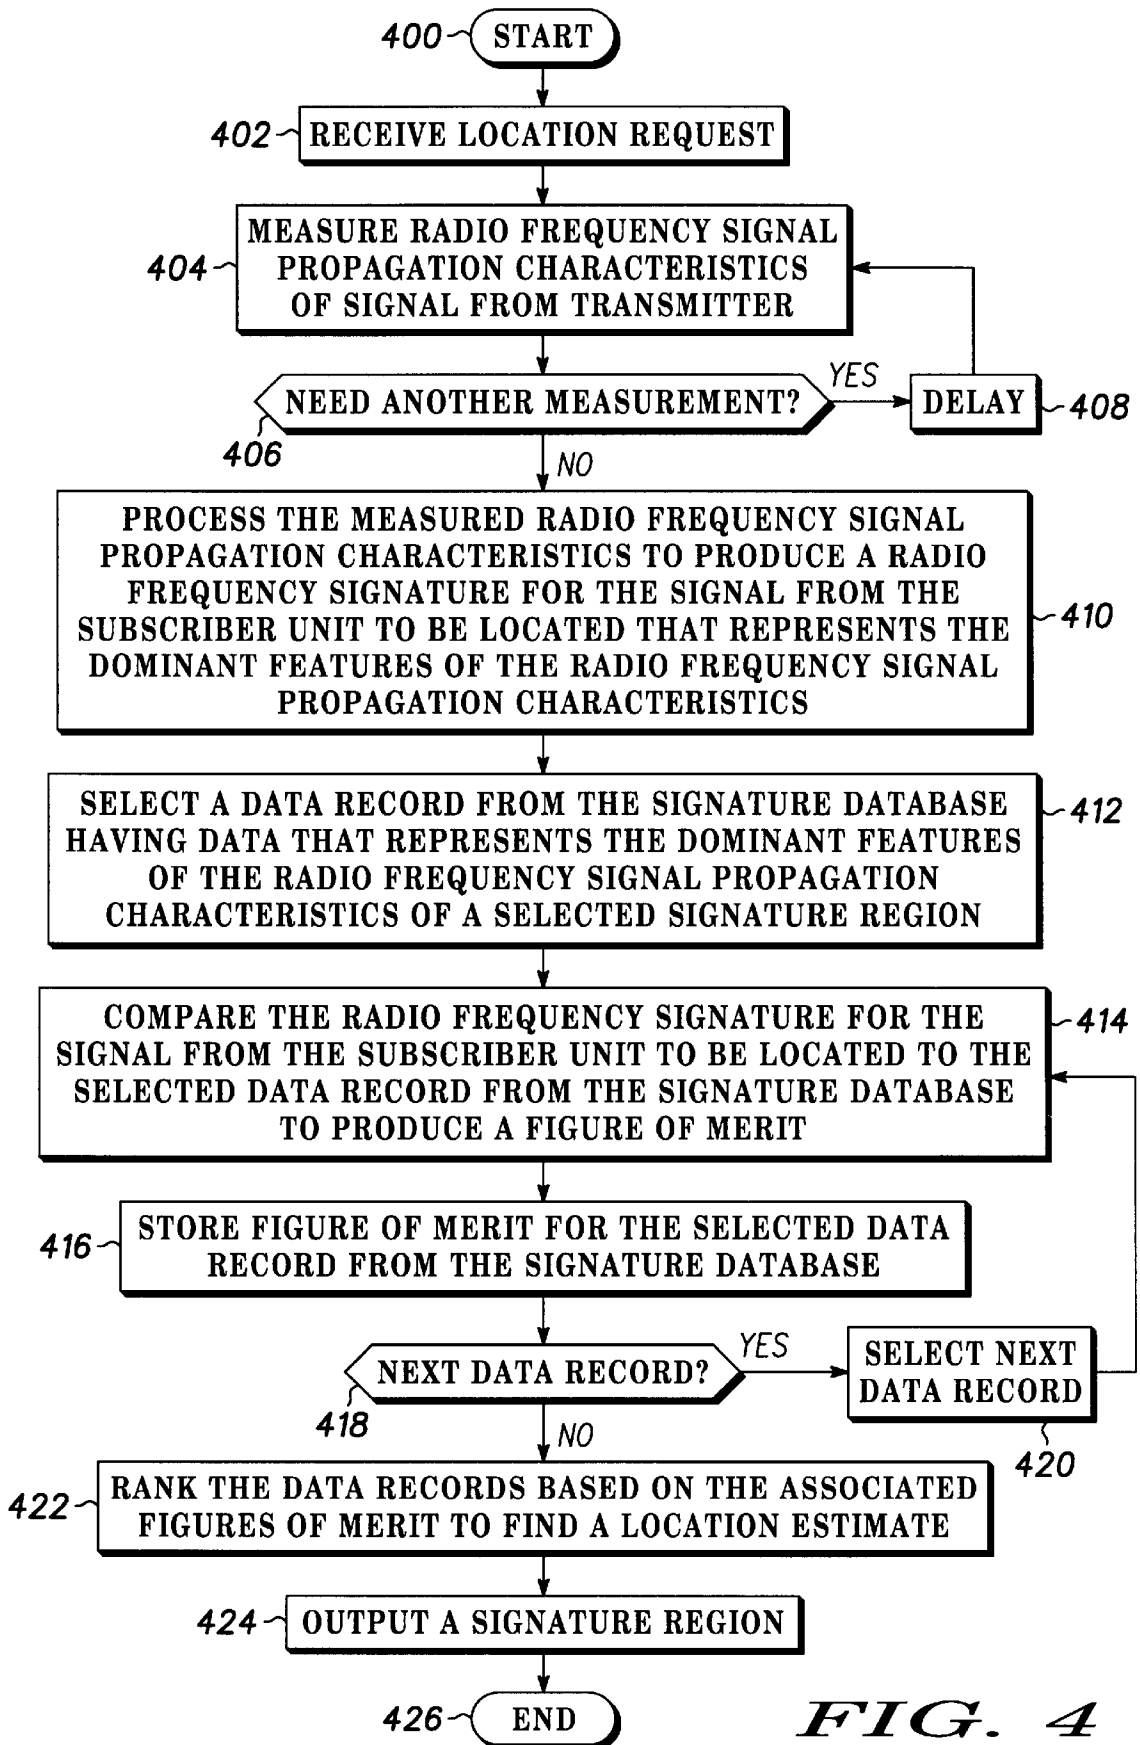 400
START
402
RECEIVE LOCATION REQUEST
404
MEASURE RADIO FREQUENCY SIGNAL
PROPAGATION CHARACTERISTICS
OF SIGNAL FROM TRANSMITTER
NEED ANOTHER MEASUREMENT?
406
YES
DELAY
408
NO
PROCESS THE MEASURED RADIO FREQUENCY SIGNAL
PROPAGATION CHARACTERISTICS TO PRODUCE A RADIO
FREQUENCY SIGNATURE FOR THE SIGNAL FROM THE
SUBSCRIBER UNIT TO BE LOCATED THAT REPRESENTS THE
DOMINANT FEATURES OF THE RADIO FREQUENCY SIGNAL
PROPAGATION CHARACTERISTICS
410
SELECT A DATA RECORD FROM THE SIGNATURE DATABASE
HAVING DATA THAT REPRESENTS THE DOMINANT FEATURES
OF THE RADIO FREQUENCY SIGNAL PROPAGATION
CHARACTERISTICS OF A SELECTED SIGNATURE REGION
412
COMPARE THE RADIO FREQUENCY SIGNATURE FOR THE
SIGNAL FROM THE SUBSCRIBER UNIT TO BE LOCATED TO THE
SELECTED DATA RECORD FROM THE SIGNATURE DATABASE
TO PRODUCE A FIGURE OF MERIT
414
416
STORE FIGURE OF MERIT FOR THE SELECTED DATA
RECORD FROM THE SIGNATURE DATABASE
NEXT DATA RECORD?
418
YES
SELECT NEXT
DATA RECORD
420
NO
422
RANK THE DATA RECORDS BASED ON THE ASSOCIATED
FIGURES OF MERIT TO FIND A LOCATION ESTIMATE
424
OUTPUT A SIGNATURE REGION
426
END
FIG. 4